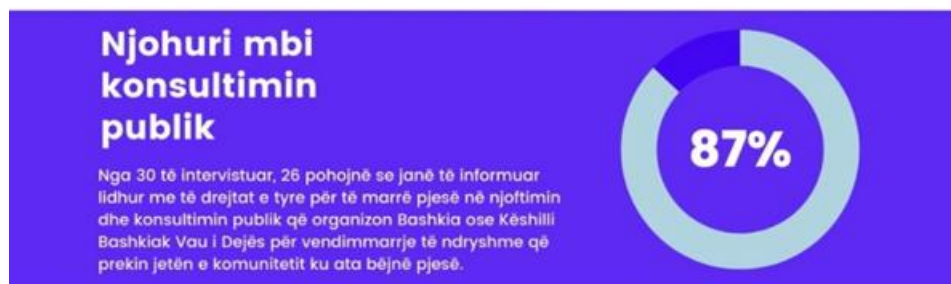 Njohuri mbi
konsultimin
publik
Nga 30 të intervistuar, 26 pohojnë se janë të informuar
lidhur me të drejtat e tyre për të marrë pjesë në njoftimin
dhe konsultimin publik që organizon Bashkia ose Këshilli
Bashkiak Vau i Dejës për vendimmarrje të ndryshme që
prekin jetën e komunitetit ku ata bëjnë pjesë.
87%